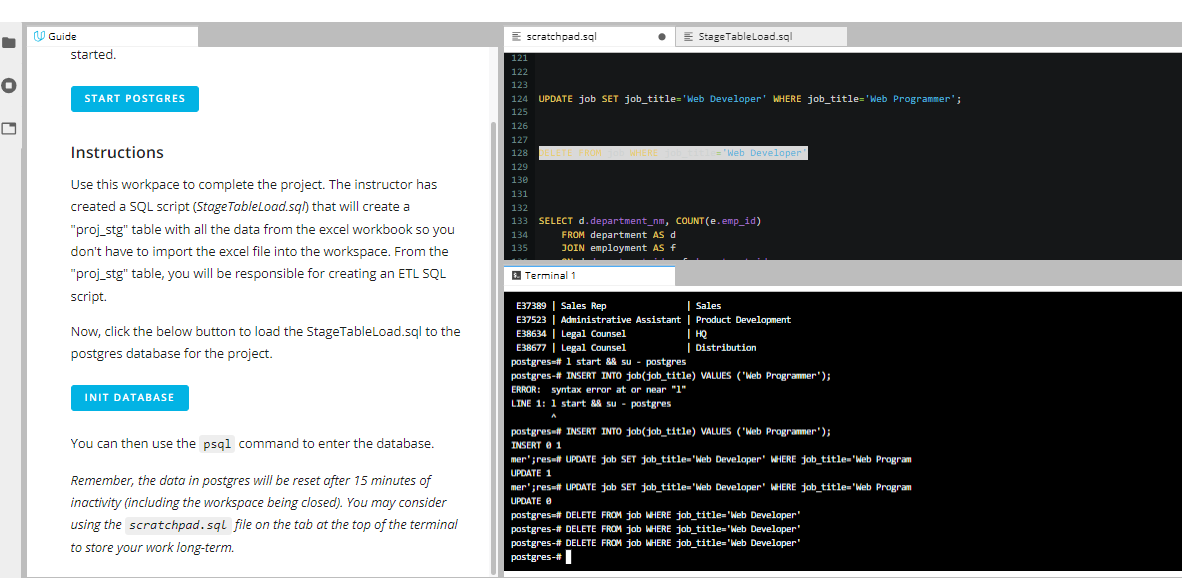 Guide
started.
START POSTGRES
Instructions
Use this workpace to complete the project. The instructor has
created a SQL script (StageTableLoad.sql) that will create a
"proj_stg" table with all the data from the excel workbook so you
don't have to import the excel file into the workspace. From the
"proj_stg" table, you will be responsible for creating an ETL SQL
script.
Now, click the below button to load the StageTableLoad.sql to the
postgres database for the project.
INIT DATABASE
You can then use the psql command to enter the database.
Remember, the data in postgres will be reset after 15 minutes of
inactivity (including the workspace being closed). You may consider
using the scratchpad.sql file on the tab at the top of the terminal
to store your work long-term.
scratchpad.sql
StageTableLoad.sql
121
122
123
124 UPDATE job SET job_title='Web Developer' WHERE job_title='Web Programmer';
125
126
127
128 DELETE FROM job WHERE job_title='Web Developer'
129
130
131
132
133 SELECT d.department_nm, COUNT(e.emp_id)
134 FROM department AS d
135 JOIN employment AS f
Terminal 1
E37389 | Sales Rep | Sales
E37523 | Administrative Assistant | Product Development
E38634 | Legal Counsel | HQ
E38677 | Legal Counsel | Distribution
postgres=# l start && su - postgres
postgres-# INSERT INTO job(job_title) VALUES ('Web Programmer');
ERROR: syntax error at or near "l"
LINE 1: l start && su - postgres
^
postgres=# INSERT INTO job(job_title) VALUES ('Web Programmer');
INSERT 0 1
mer';res=# UPDATE job SET job_title='Web Developer' WHERE job_title='Web Program
UPDATE 1
mer';res=# UPDATE job SET job_title='Web Developer' WHERE job_title='Web Program
UPDATE 0
postgres=# DELETE FROM job WHERE job_title='Web Developer'
postgres-# DELETE FROM job WHERE job_title='Web Developer'
postgres-# DELETE FROM job WHERE job_title='Web Developer'
postgres-#